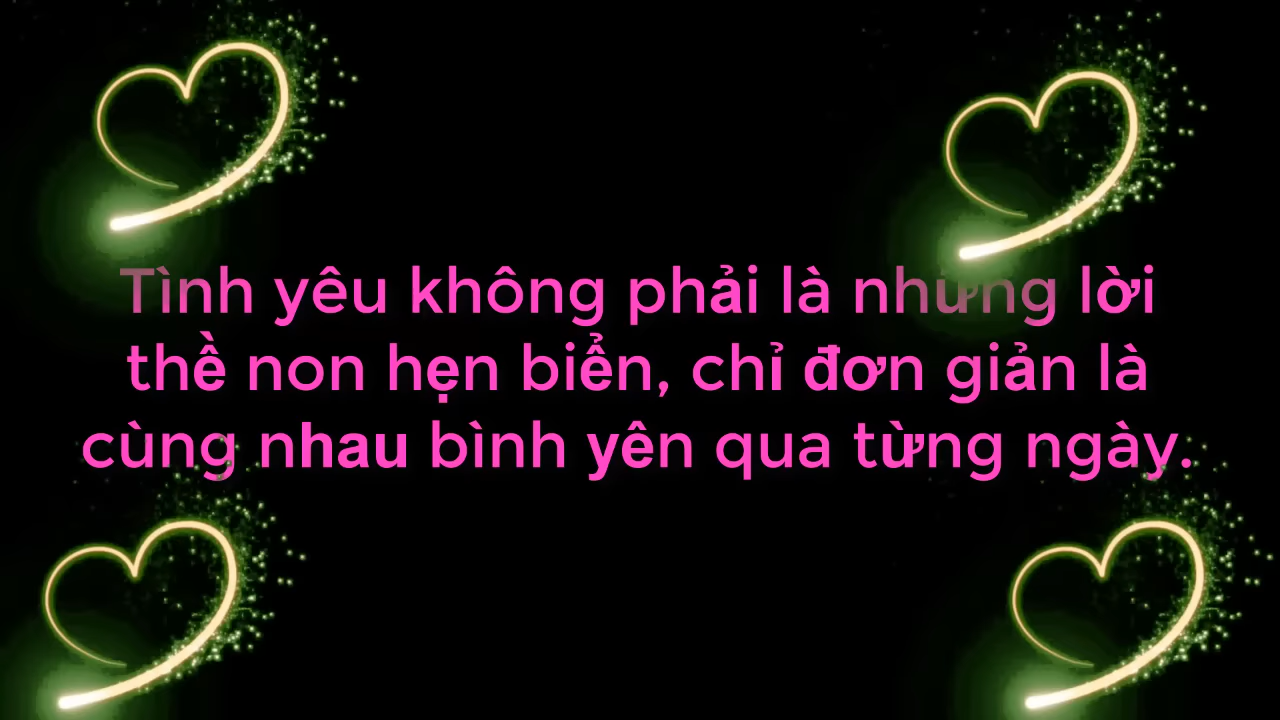 Tình yêu không phải là những lời
thề non hẹn biển, chỉ đơn giản là
cùng nhau bình yên qua từng ngày.